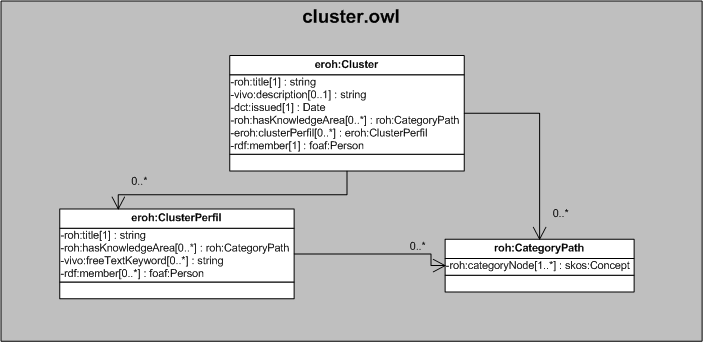 cluster.owl
eroh:Cluster
-roh:title[1] : string
-vivo:description[0..1] : string
-dct:issued[1] : Date
-roh:hasKnowledgeArea[0..*] : roh:CategoryPath
-eroh:clusterPerfil[0..*] : eroh:ClusterPerfil
-rdf:member[1] : foaf:Person
0..*
0..*
eroh:ClusterPerfil
-roh:title[1] : string
-roh:hasKnowledgeArea[0..*] : roh:CategoryPath
-vivo:freeTextKeyword[0..*] : string
-rdf:member[0..*] : foaf:Person
0..*
roh:CategoryPath
-roh:categoryNode[1..*] : skos:Concept